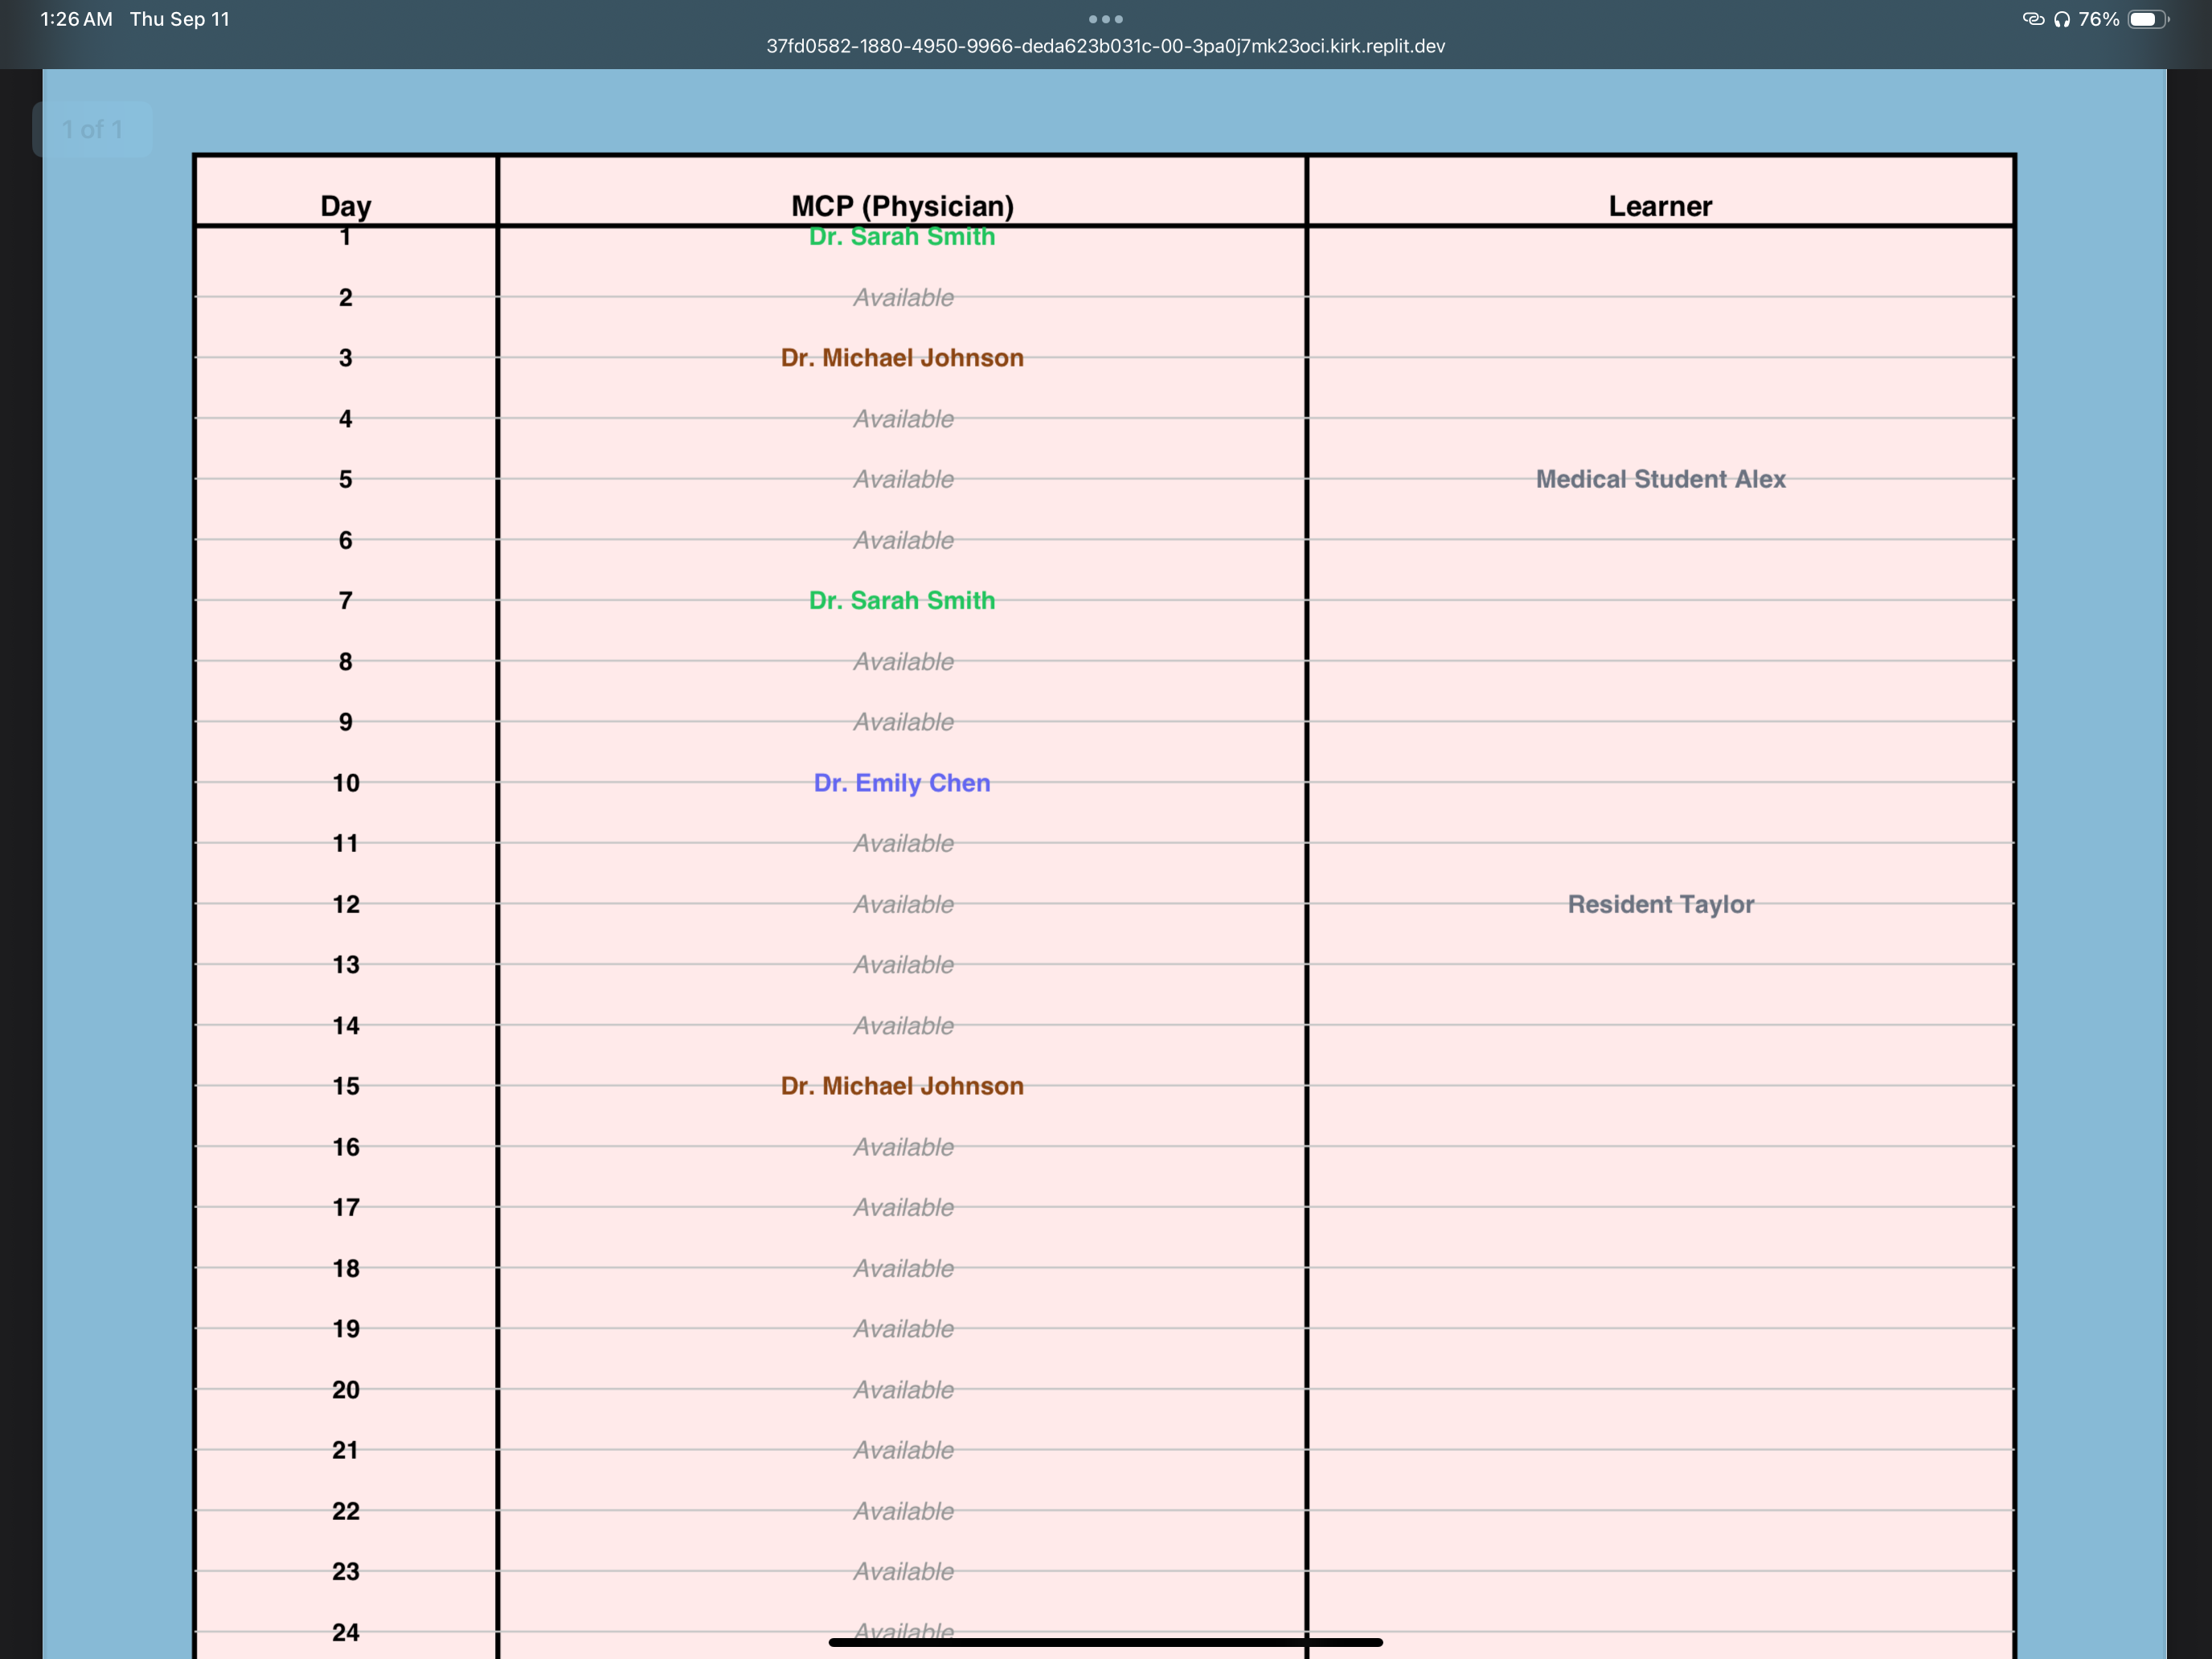 1:26 AM Thu Sep 11
76%
37fd0582-1880-4950-9966-deda623b031c-00-3pa0j7mk23oci.kirk.replit.dev
1 of 1
Day MCP (Physician) Learner
1 Dr. Sarah Smith
2 Available
3 Dr. Michael Johnson
4 Available
5 Available Medical Student Alex
6 Available
7 Dr. Sarah Smith
8 Available
9 Available
10 Dr. Emily Chen
11 Available
12 Available Resident Taylor
13 Available
14 Available
15 Dr. Michael Johnson
16 Available
17 Available
18 Available
19 Available
20 Available
21 Available
22 Available
23 Available
24 Available